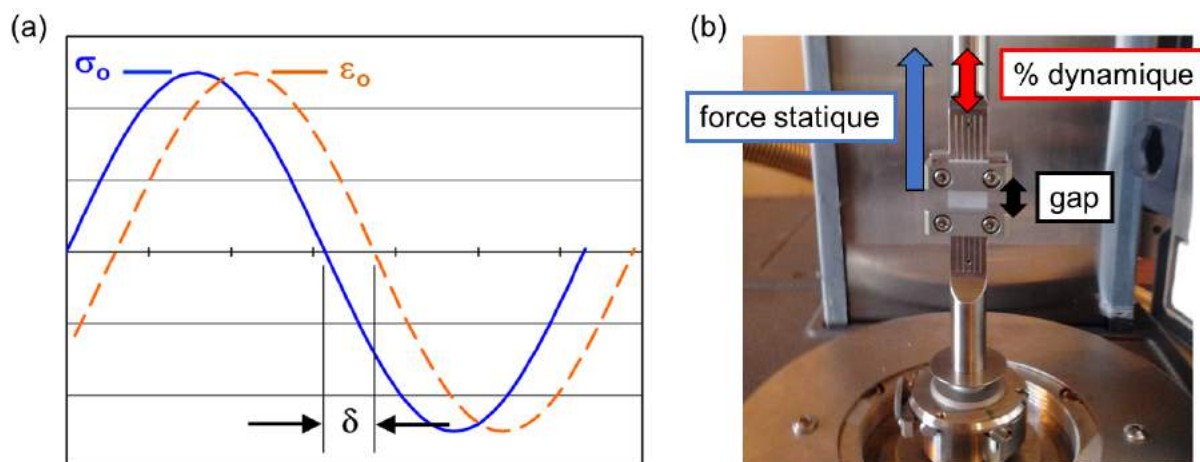 (a)
σo
εo
δ
(b)
force statique
% dynamique
gap